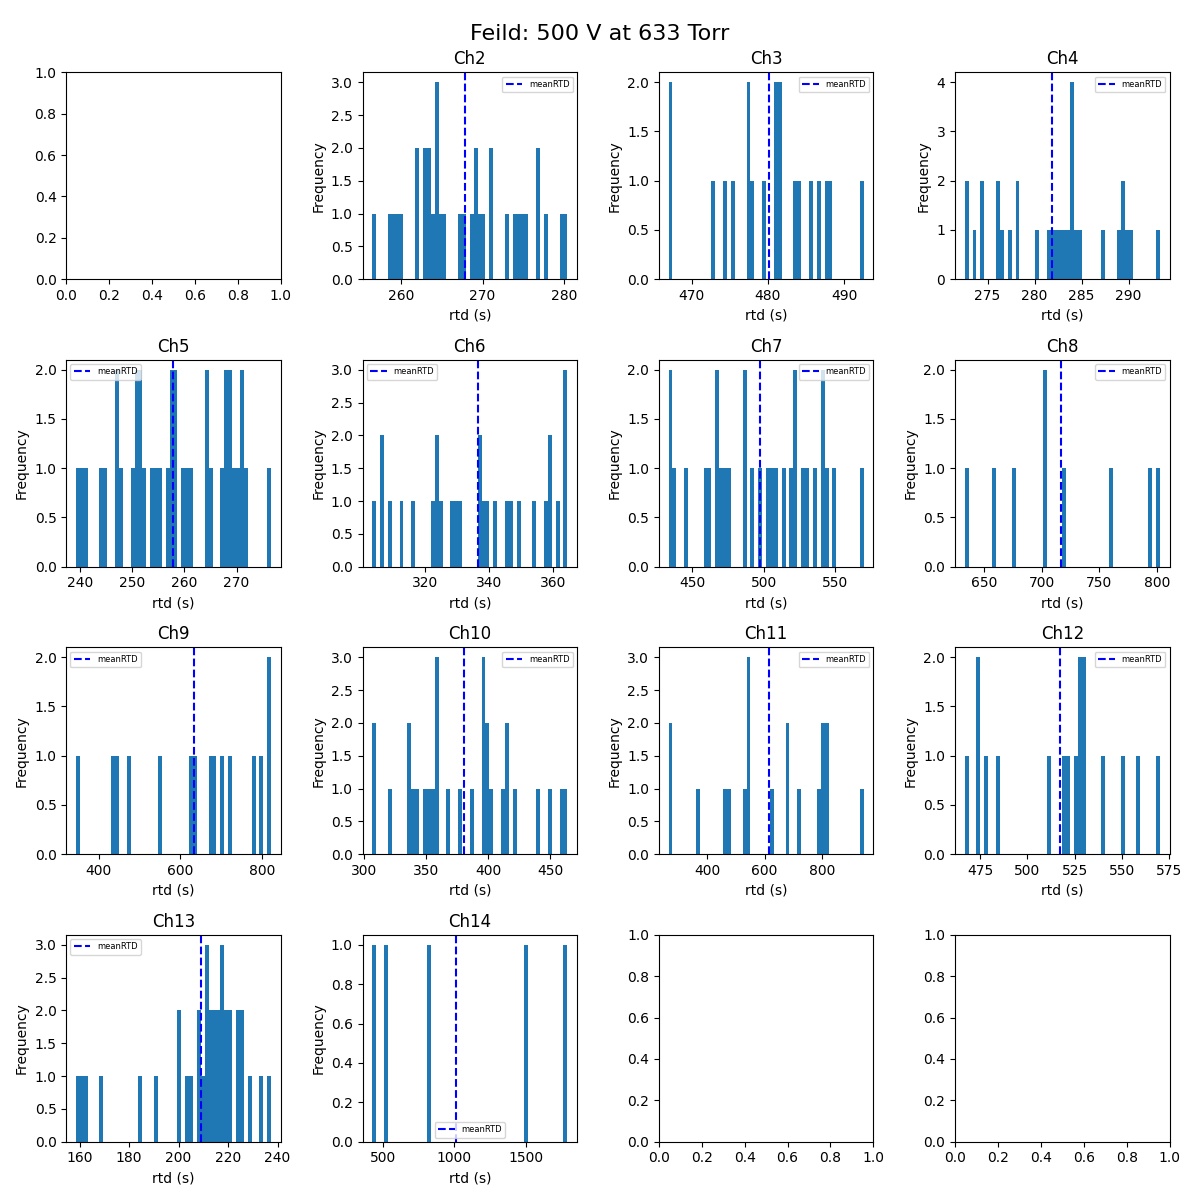 Feild: 500 V at 633 Torr
1.0
0.8
0.6
0.4
0.2
0.0
0.0 0.2 0.4 0.6 0.8 1.0
Ch2
meanRTD
Frequency
3.0
2.5
2.0
1.5
1.0
0.5
0.0
260 270 280
rtd (s)
Ch3
meanRTD
Frequency
2.0
1.5
1.0
0.5
0.0
470 480 490
rtd (s)
Ch4
meanRTD
Frequency
4
3
2
1
0
275 280 285 290
rtd (s)
Ch5
meanRTD
Frequency
2.0
1.5
1.0
0.5
0.0
240 250 260 270
rtd (s)
Ch6
meanRTD
Frequency
3.0
2.5
2.0
1.5
1.0
0.5
0.0
320 340 360
rtd (s)
Ch7
meanRTD
Frequency
2.0
1.5
1.0
0.5
0.0
450 500 550
rtd (s)
Ch8
meanRTD
Frequency
2.0
1.5
1.0
0.5
0.0
650 700 750 800
rtd (s)
Ch9
meanRTD
Frequency
2.0
1.5
1.0
0.5
0.0
400 600 800
rtd (s)
Ch10
meanRTD
Frequency
3.0
2.5
2.0
1.5
1.0
0.5
0.0
300 350 400 450
rtd (s)
Ch11
meanRTD
Frequency
3.0
2.5
2.0
1.5
1.0
0.5
0.0
400 600 800
rtd (s)
Ch12
meanRTD
Frequency
2.0
1.5
1.0
0.5
0.0
475 500 525 550 575
rtd (s)
Ch13
meanRTD
Frequency
3.0
2.5
2.0
1.5
1.0
0.5
0.0
160 180 200 220 240
rtd (s)
Ch14
meanRTD
Frequency
1.0
0.8
0.6
0.4
0.2
0.0
500 1000 1500
rtd (s)
1.0
0.8
0.6
0.4
0.2
0.0
0.0 0.2 0.4 0.6 0.8 1.0
1.0
0.8
0.6
0.4
0.2
0.0
0.0 0.2 0.4 0.6 0.8 1.0